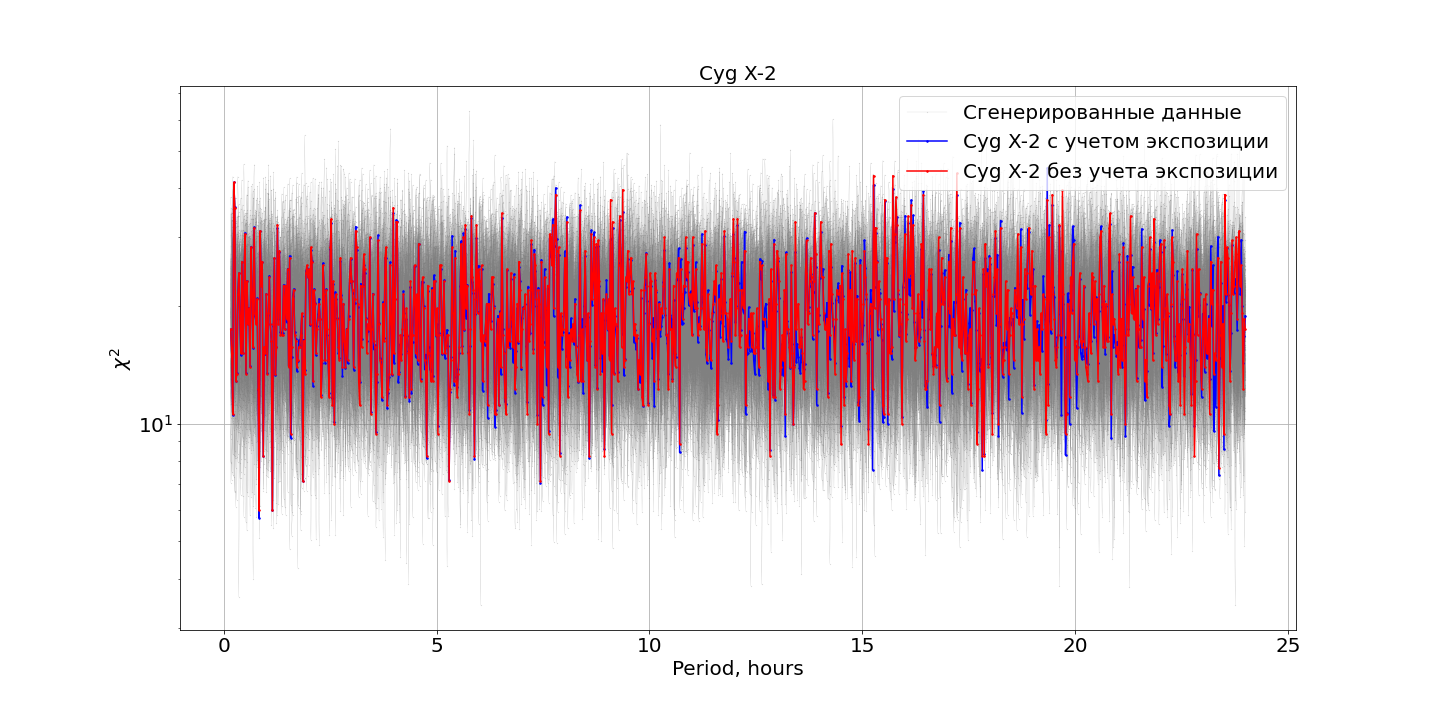 Cyg X-2
Сгенерированные данные
Cyg X-2 с учетом экспозиции
Cyg X-2 без учета экспозиции
χ²
10¹
0 5 10 15 20 25
Period, hours